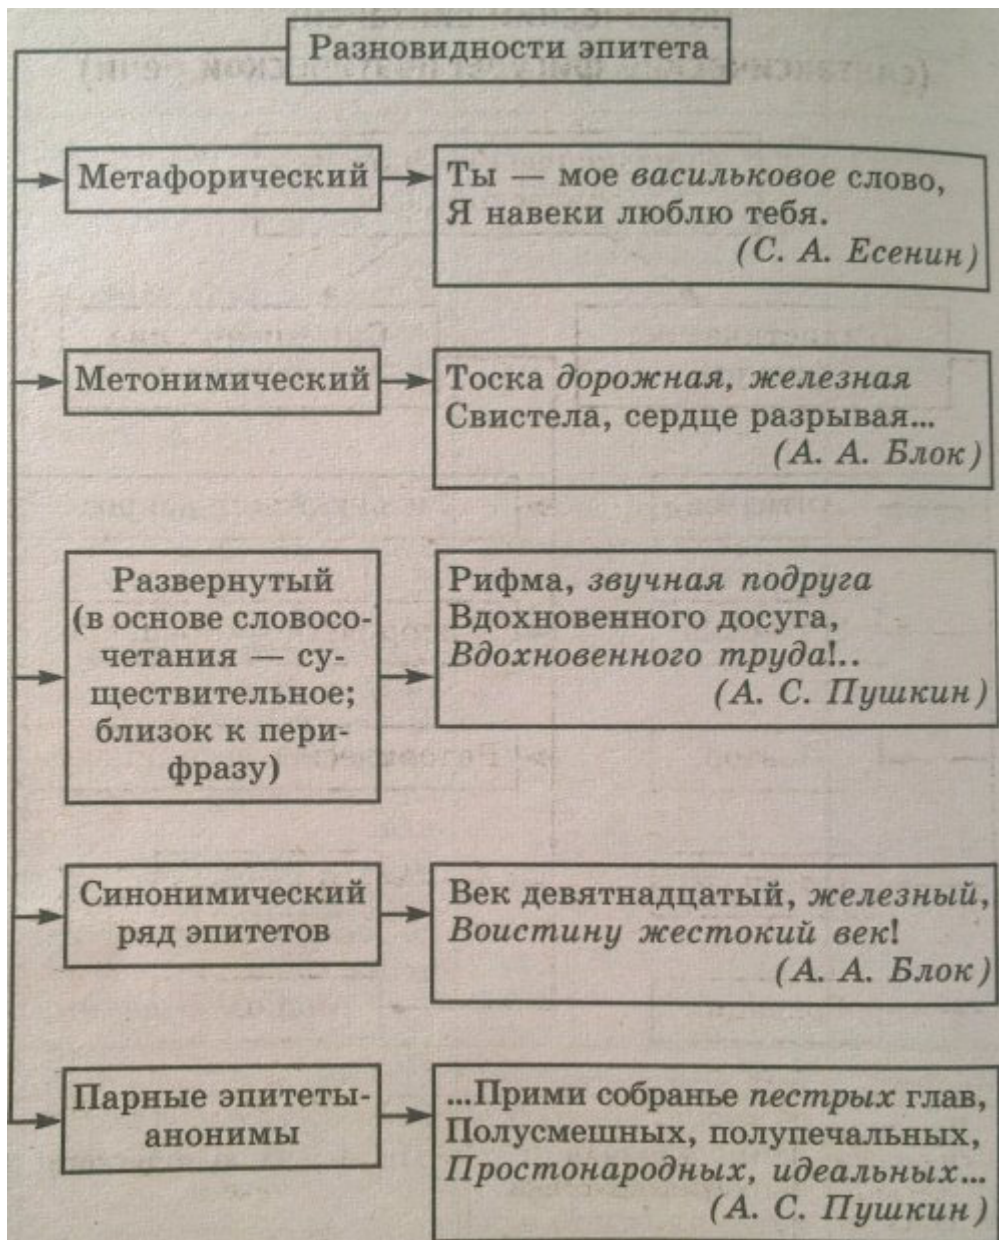 Разновидности эпитета
Метафорический
Ты — мое васильковое слово,
Я навеки люблю тебя.
(С. А. Есенин)
Метонимический
Тоска дорожная, железная
Свистела, сердце разрывая...
(А. А. Блок)
Развернутый
(в основе словосо-
четания — су-
ществительное;
близок к пери-
фразу)
Рифма, звучная подруга
Вдохновенного досуга,
Вдохновенного труда!..
(А. С. Пушкин)
Синонимический
ряд эпитетов
Век девятнадцатый, железный,
Воистину жестокий век!
(А. А. Блок)
Парные эпитеты-
анонимы
...Прими собранье пестрых глав,
Полусмешных, полупечальных,
Простонародных, идеальных...
(А. С. Пушкин)